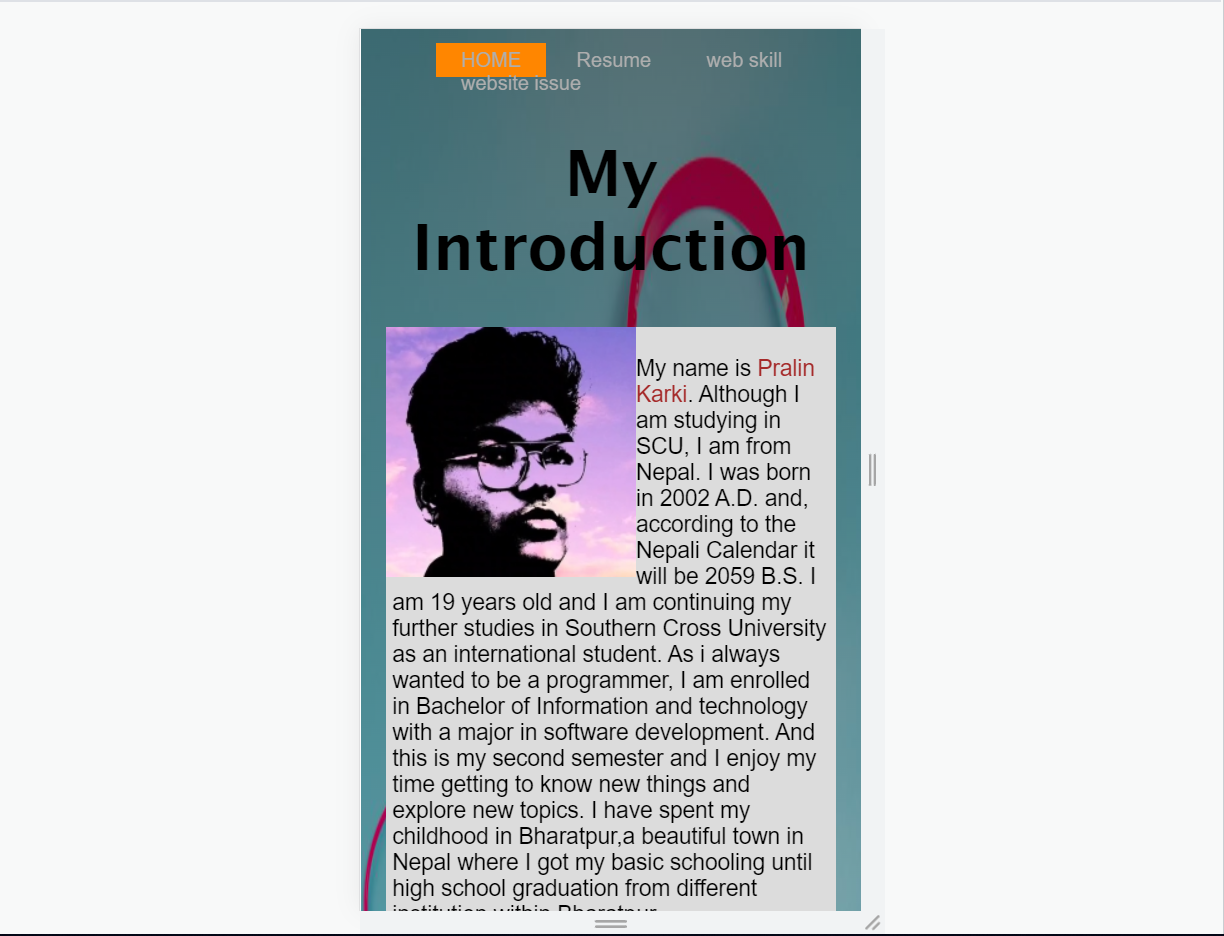 HOME Resume web skill
website issue
My
Introduction
My name is Pralin
Karki. Although I
am studying in
SCU, I am from
Nepal. I was born
in 2002 A.D. and,
according to the
Nepali Calendar it
will be 2059 B.S. I
am 19 years old and I am continuing my
further studies in Southern Cross University
as an international student. As i always
wanted to be a programmer, I am enrolled
in Bachelor of Information and technology
with a major in software development. And
this is my second semester and I enjoy my
time getting to know new things and
explore new topics. I have spent my
childhood in Bharatpur,a beautiful town in
Nepal where I got my basic schooling until
high school graduation from different
institution within Bharatpur